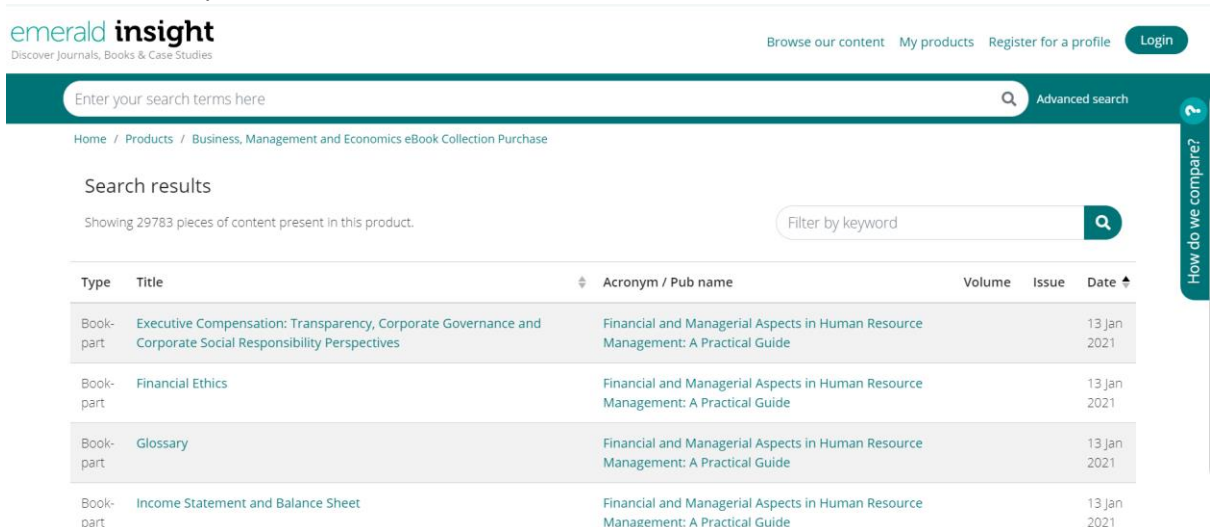 emerald insight
Discover Journals, Books & Case Studies
Browse our content My products Register for a profile Login
Enter your search terms here
Advanced search
Home / Products / Business, Management and Economics eBook Collection Purchase
?
How do we compare?
Search results
Showing 29783 pieces of content present in this product.
Filter by keyword
Type Title Acronym / Pub name Volume Issue Date
Book- Executive Compensation: Transparency, Corporate Governance and Financial and Managerial Aspects in Human Resource 13 Jan
part Corporate Social Responsibility Perspectives Management: A Practical Guide 2021
Book- Financial Ethics Financial and Managerial Aspects in Human Resource 13 Jan
part Management: A Practical Guide 2021
Book- Glossary Financial and Managerial Aspects in Human Resource 13 Jan
part Management: A Practical Guide 2021
Book- Income Statement and Balance Sheet Financial and Managerial Aspects in Human Resource 13 Jan
part Management: A Practical Guide 2021